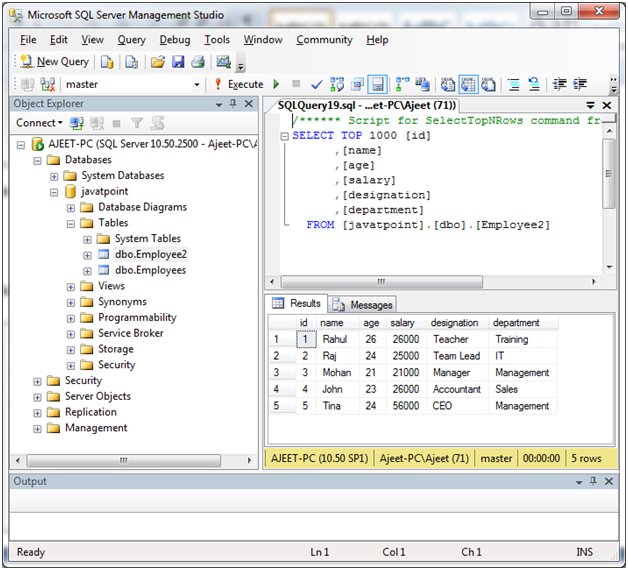 Microsoft SQL Server Management Studio
File Edit View Query Debug Tools Window Community Help
New Query
master Execute
Object Explorer
Connect
AJEET-PC (SQL Server 10.50.2500 - Ajeet-PC\A
Databases
System Databases
javatpoint
Database Diagrams
Tables
System Tables
dbo.Employee2
dbo.Employees
Views
Synonyms
Programmability
Service Broker
Storage
Security
Security
Server Objects
Replication
Management
SQLQuery19.sql - ...et-PC\Ajeet (71))
/****** Script for SelectTopNRows command fr
SELECT TOP 1000 [id]
,[name]
,[age]
,[salary]
,[designation]
,[department]
FROM [javatpoint].[dbo].[Employee2]
Results Messages
id name age salary designation department
1 1 Rahul 26 26000 Teacher Training
2 2 Raj 24 25000 Team Lead IT
3 3 Mohan 21 21000 Manager Management
4 4 John 23 26000 Accountant Sales
5 5 Tina 24 56000 CEO Management
AJEET-PC (10.50 SP1) Ajeet-PC\Ajeet (71) master 00:00:00 5 rows
Output
Ready Ln 1 Col 1 Ch 1 INS